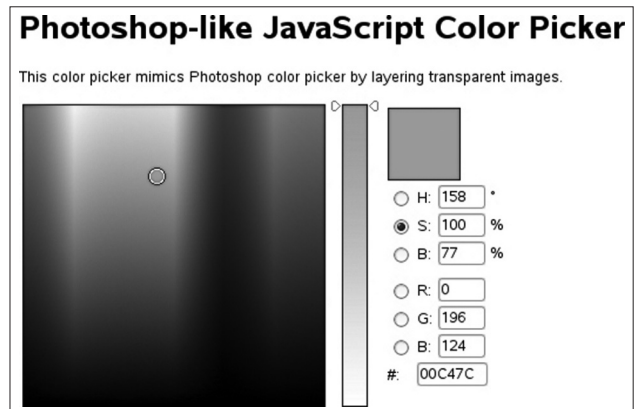 Photoshop-like JavaScript Color Picker
This color picker mimics Photoshop color picker by layering transparent images.
H: 158 °
S: 100 %
B: 77 %
R: 0
G: 196
B: 124
#: 00C47C